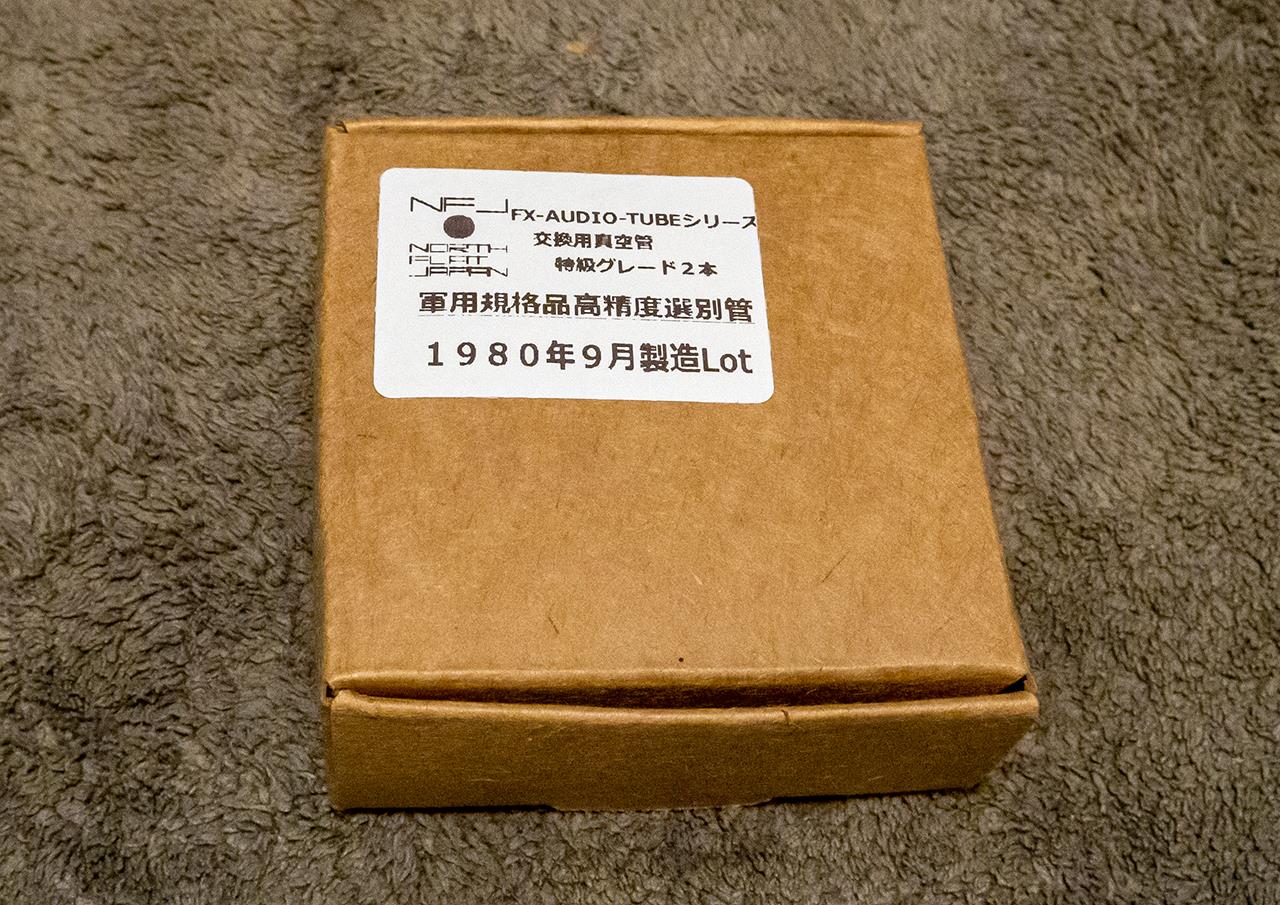 NFJ
NORTH
FLAT
JAPAN
FX-AUDIO-TUBEシリーズ
交換用真空管
特級グレード２本
軍用規格品高精度選別管
１９８０年９月製造Lot